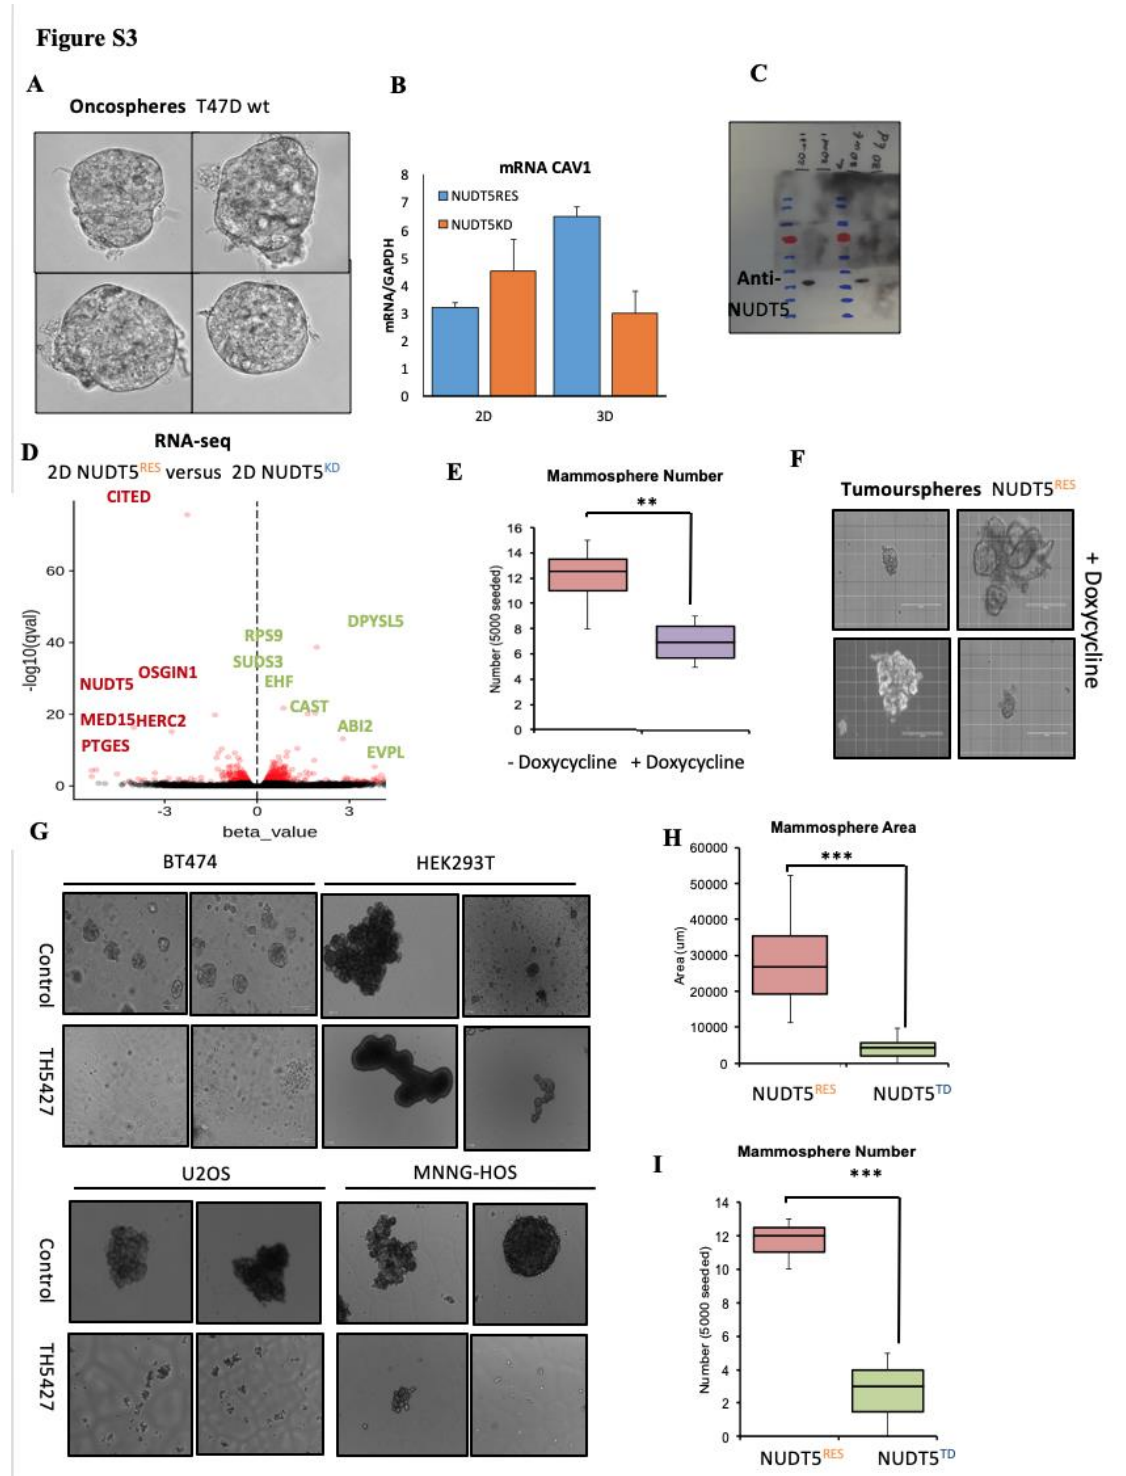 Figure S3
A
Oncospheres T47D wt
B
mRNA CAV1
8
7
6
5
4
3
2
1
0
mRNA/GAPDH
NUDT5RES
NUDT5KD
2D
3D
C
Anti-
NUDT5
D
RNA-seq
2D NUDT5RES versus 2D NUDT5KD
CITED
DPYSL5
RPS9
SUDS3
OSGIN1
EHF
NUDT5
CAST
MED15HERC2
ABI2
PTGES
EVPL
60
40
20
0
-log10(qval)
-3
0
3
beta_value
E
Mammosphere Number
**
16
14
12
10
8
6
4
2
0
Number (5000 seeded)
- Doxycycline + Doxycycline
F
Tumourspheres NUDT5RES
+ Doxycycline
G
BT474
HEK293T
Control
TH5427
U2OS
MNNG-HOS
Control
TH5427
H
Mammosphere Area
***
60000
50000
40000
30000
20000
10000
0
Area (um)
NUDT5RES
NUDT5TD
I
Mammosphere Number
***
14
12
10
8
6
4
2
0
Number (5000 seeded)
NUDT5RES
NUDT5TD